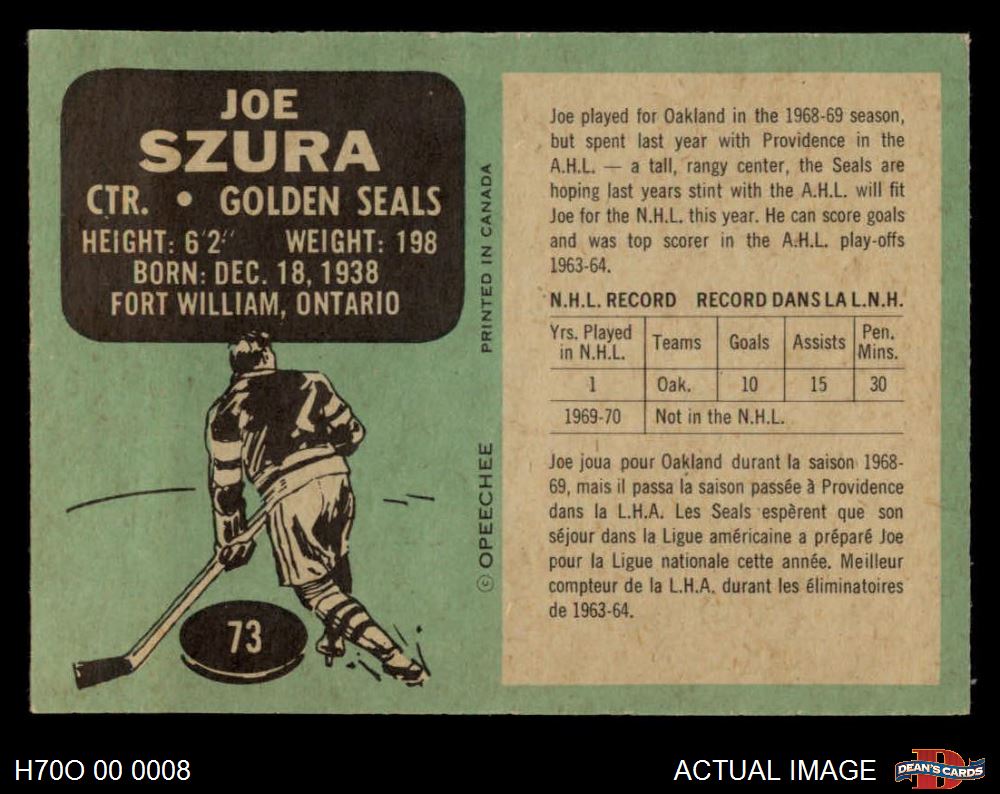 JOE
SZURA
CTR. • GOLDEN SEALS
HEIGHT: 6'2" WEIGHT: 198
BORN: DEC. 18, 1938
FORT WILLIAM, ONTARIO
73
PRINTED IN CANADA
© OPEECHEE
Joe played for Oakland in the 1968-69 season,
but spent last year with Providence in the
A.H.L. — a tall, rangy center, the Seals are
hoping last years stint with the A.H.L. will fit
Joe for the N.H.L. this year. He can score goals
and was top scorer in the A.H.L. play-offs
1963-64.
N.H.L. RECORD RECORD DANS LA L.N.H.
Yrs. Played in N.H.L. Teams Goals Assists Pen. Mins.
1 Oak. 10 15 30
1969-70 Not in the N.H.L.
Joe joua pour Oakland durant la saison 1968-
69, mais il passa la saison passée à Providence
dans la L.H.A. Les Seals espèrent que son
séjour dans la Ligue américaine a préparé Joe
pour la Ligue nationale cette année. Meilleur
compteur de la L.H.A. durant les éliminatoires
de 1963-64.
H70O 00 0008
ACTUAL IMAGE
DEAN'S CARDS